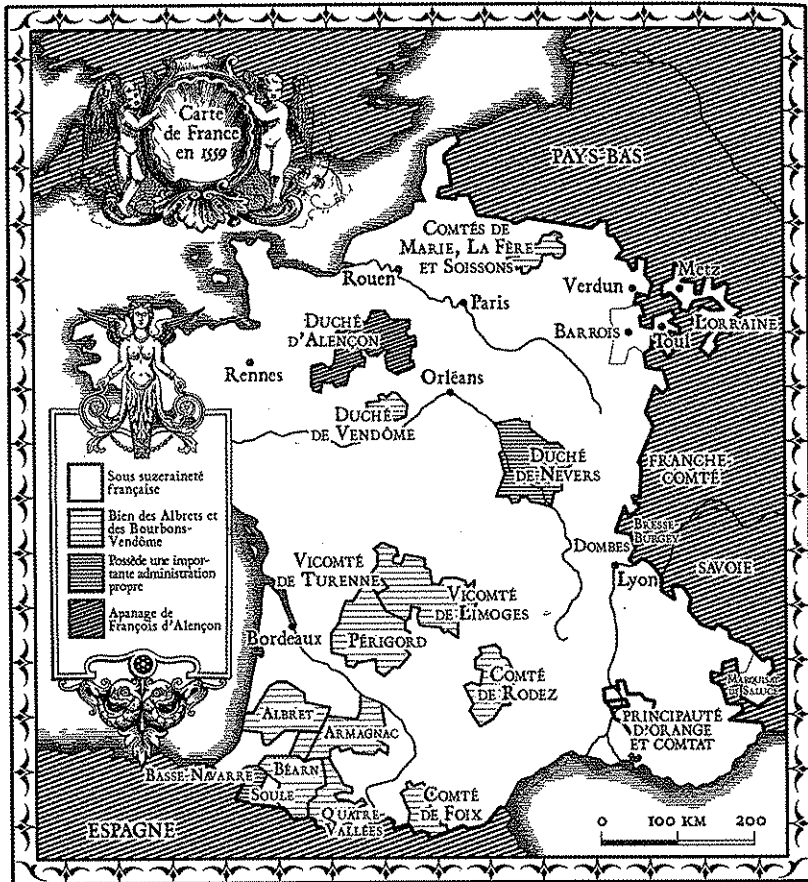 Carte
de France
en 1559
PAYS-BAS
COMTÉS DE
MARIE, LA FÈRE
ET SOISSONS
Rouen
Paris
Verdun
Metz
BARROIS
Toul
LORRAINE
DUCHÉ
D'ALENÇON
Rennes
Orléans
DUCHÉ
DE VENDÔME
DUCHÉ
DE NEVERS
FRANCHE-
COMTÉ
Sous suzeraineté
française
Bien des Albrets et
des Bourbons-
Vendôme
Possède une impor-
tante administration
propre
Apanage de
François d'Alençon
BRESSE-
BUGEY
DOMBES
SAVOIE
Lyon
VICOMTÉ
DE TURENNE
VICOMTÉ
DE LIMOGES
Bordeaux
PÉRIGORD
COMTÉ
DE RODEZ
MARQUISAT
DE SALUCE
PRINCIPAUTÉ
D'ORANGE
ET COMTAT
ALBRET
ARMAGNAC
BASSE-NAVARRE
BÉARN
SOULE
QUATRE-
VALLÉES
COMTÉ
DE FOIX
ESPAGNE
0 100 KM 200